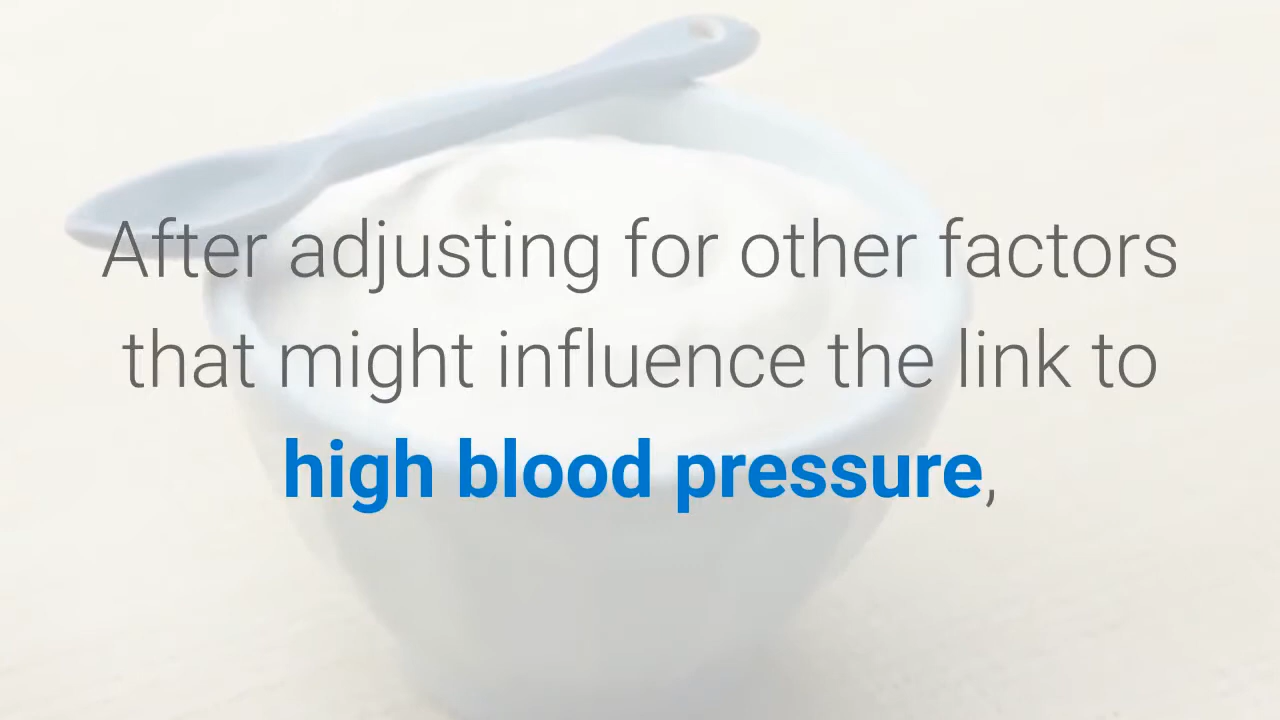 After adjusting for other factors
that might influence the link to
high blood pressure,